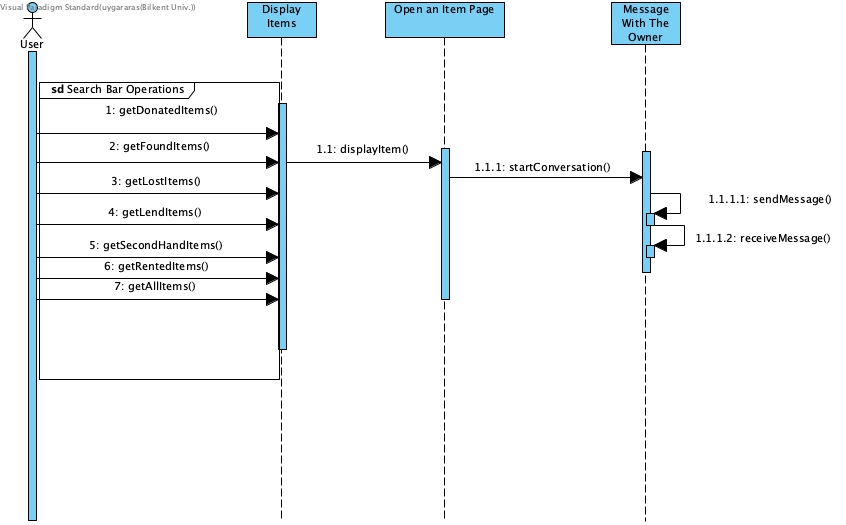 Visual Paradigm Standard(uygararas(Bilkent Univ.))
User
Display
Items
Open an Item Page
Message
With The
Owner
sd Search Bar Operations
1: getDonatedItems()
2: getFoundItems()
3: getLostItems()
4: getLendItems()
5: getSecondHandItems()
6: getRentedItems()
7: getAllItems()
1.1: displayItem()
1.1.1: startConversation()
1.1.1.1: sendMessage()
1.1.1.2: receiveMessage()